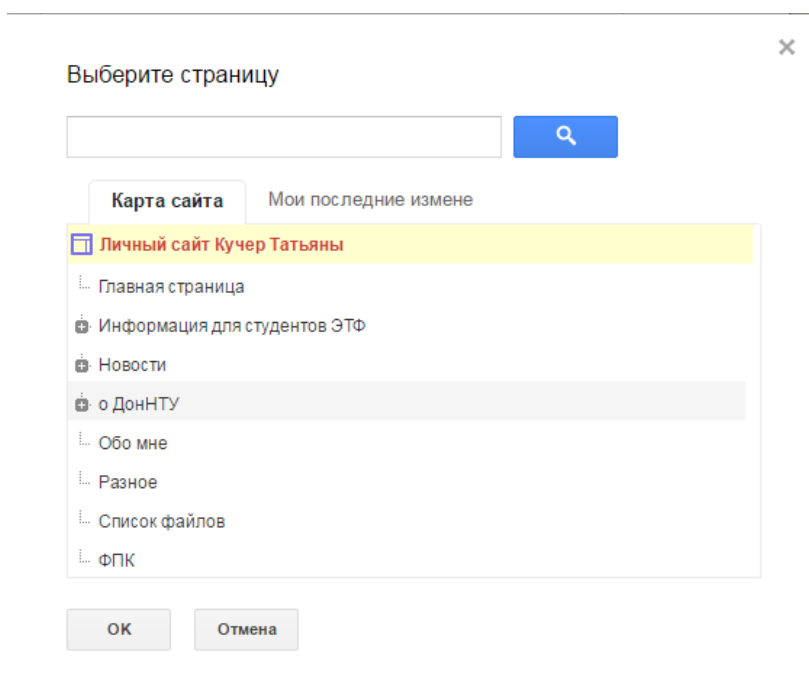 Выберите страницу
Карта сайта Мои последние измене
Личный сайт Кучер Татьяны
Главная страница
Информация для студентов ЭТФ
Новости
о ДонНТУ
Обо мне
Разное
Список файлов
ФПК
ОК Отмена